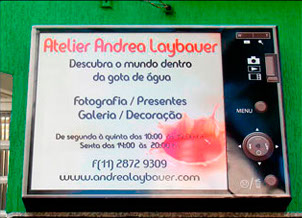 Atelier Andrea Laybauer
Descubra o mundo dentro
da gota de água
Fotografia / Presentes
Galeria / Decoração
De segunda à quinta das 10:00
Sexta das 14:00 às 20:00
F(11) 2872 9309
www.andrealaybauer.com
MENU